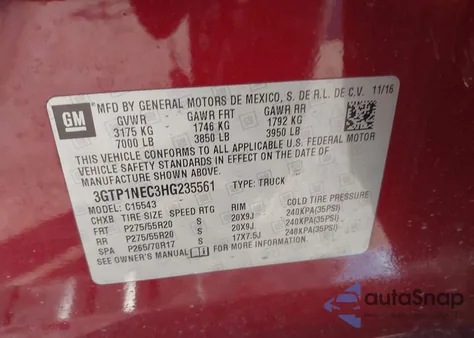 GM
MFD BY GENERAL MOTORS DE MEXICO, S. DE R.L. DE C.V. 11/16
GVWR GAWR FRT GAWR RR
3175 KG 1746 KG 1792 KG
7000 LB 3850 LB 3950 LB
THIS VEHICLE CONFORMS TO ALL APPLICABLE U.S. FEDERAL MOTOR
VEHICLE SAFETY AND THEFT PREVENTION STANDARDS IN EFFECT ON THE DATE OF
MANUFACTURE SHOWN ABOVE.
3GTP1NEC3HG235561 TYPE: TRUCK
MODEL: C15543
CHXB TIRE SIZE SPEED RTG RIM COLD TIRE PRESSURE
FRT P275/55R20 S 20X9J 240KPA(35PSI)
RR P275/55R20 S 20X9J 240KPA(35PSI)
SPA P265/70R17 S 17X7.5J 240KPA(35PSI)
SEE OWNER'S MANUAL FOR MORE INFORMATION.
autoSnap